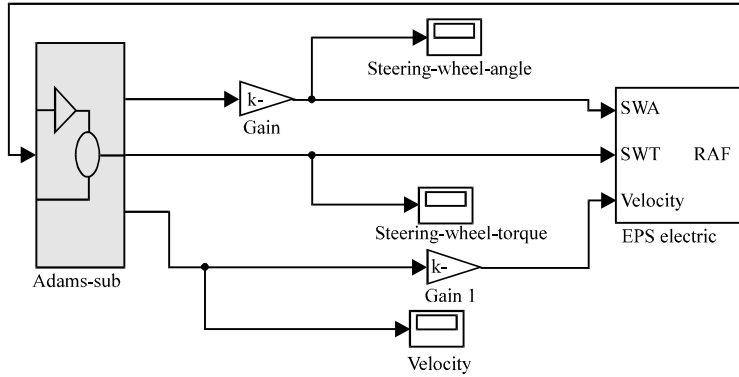 Steering-wheel-angle
k-
Gain
SWA
SWT
RAF
Velocity
EPS electric
Steering-wheel-torque
k-
Gain 1
Adams-sub
Velocity